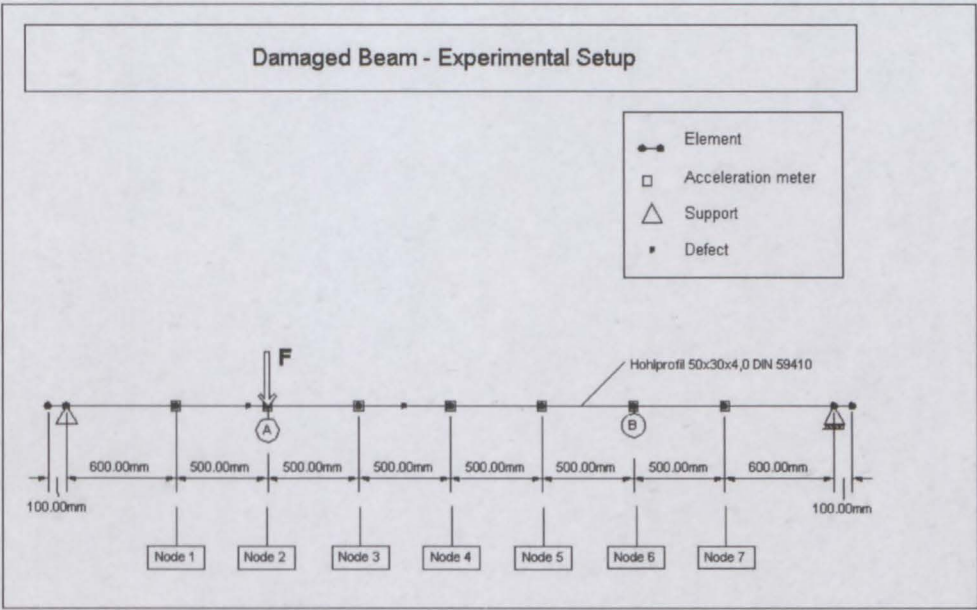 Damaged Beam - Experimental Setup
Element
Acceleration meter
Support
Defect
F
Hohlprofil 50x30x4,0 DIN 59410
A
B
600.00mm 500.00mm 500.00mm 500.00mm 500.00mm 500.00mm 500.00mm 600.00mm
100.00mm 100.00mm
Node 1 Node 2 Node 3 Node 4 Node 5 Node 6 Node 7